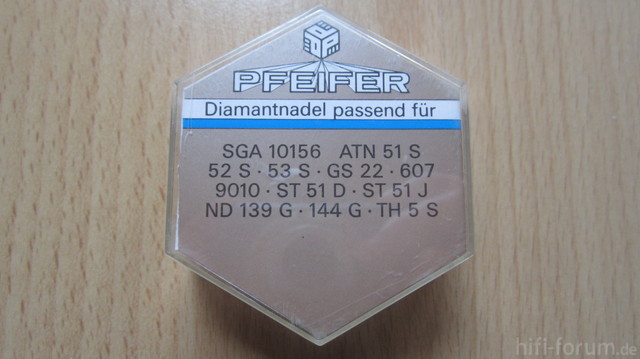 PFEIFER
Diamantnadel passend für
SGA 10156 ATN 51 S
52 S · 53 S · GS 22 · 607
9010 · ST 51 D · ST 51 J
ND 139 G · 144 G · TH 5 S
hifi-forum.de